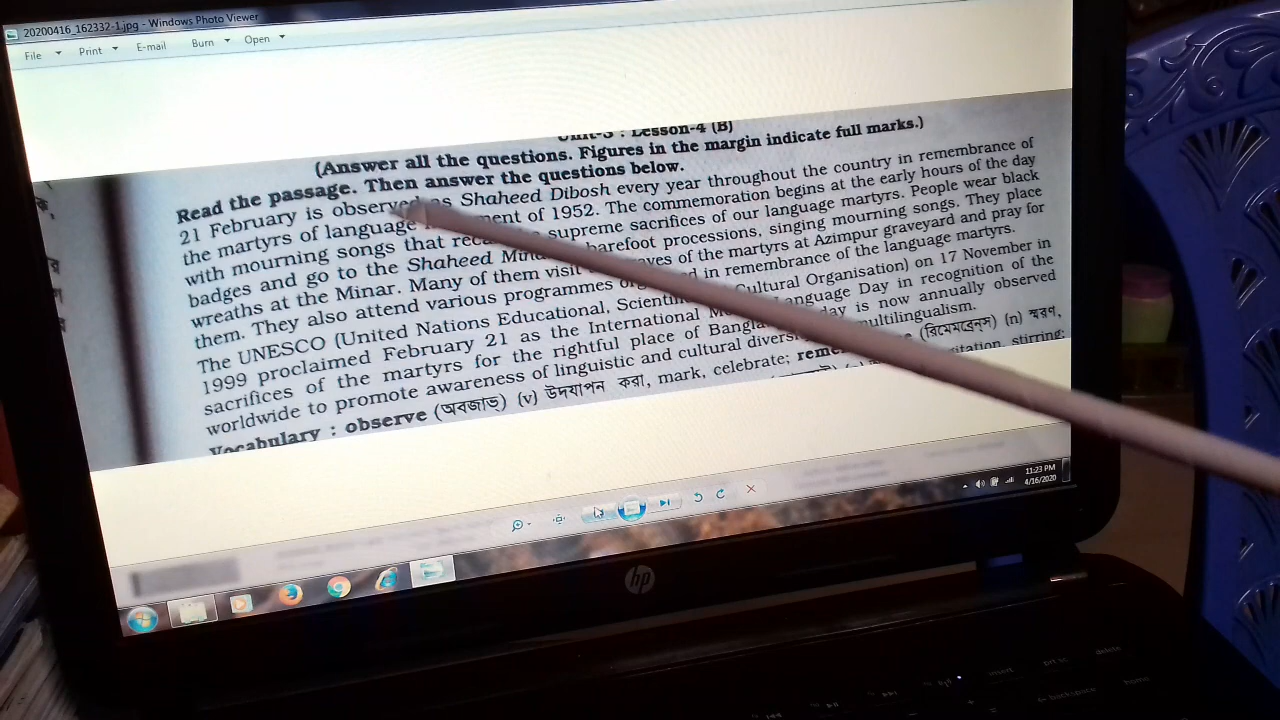 20200416_162332-1.jpg - Windows Photo Viewer
File Print E-mail Burn Open
Lesson-4 (B)
(Answer all the questions. Figures in the margin indicate full marks.)
Read the passage. Then answer the questions below.
21 February is observed as Shaheed Dibosh every year throughout the country in remembrance of
the martyrs of language of 1952. The commemoration begins at the early hours of the day
with mourning songs that supreme sacrifices of our language martyrs. People wear black
badges and go to the Shaheed barefoot processions, singing mourning songs. They place
wreaths at the Minar. Many of them visit of the martyrs at Azimpur graveyard and pray for
them. They also attend various programmes in remembrance of the language martyrs.
The UNESCO (United Nations Educational, Cultural Organisation) on 17 November in
1999 proclaimed February 21 as the International Language Day in recognition of the
sacrifices of the martyrs for the rightful place of day is now annually observed
worldwide to promote awareness of linguistic and cultural multilingualism.
Vocabulary : observe (অবজাভ) (v) উদযাপন করা, mark, celebrate; (রিমেমব্রেন্স) (n) স্মরণ,
stirring;
11:23 PM
4/16/2020
hp
backspace
home
insert
delete